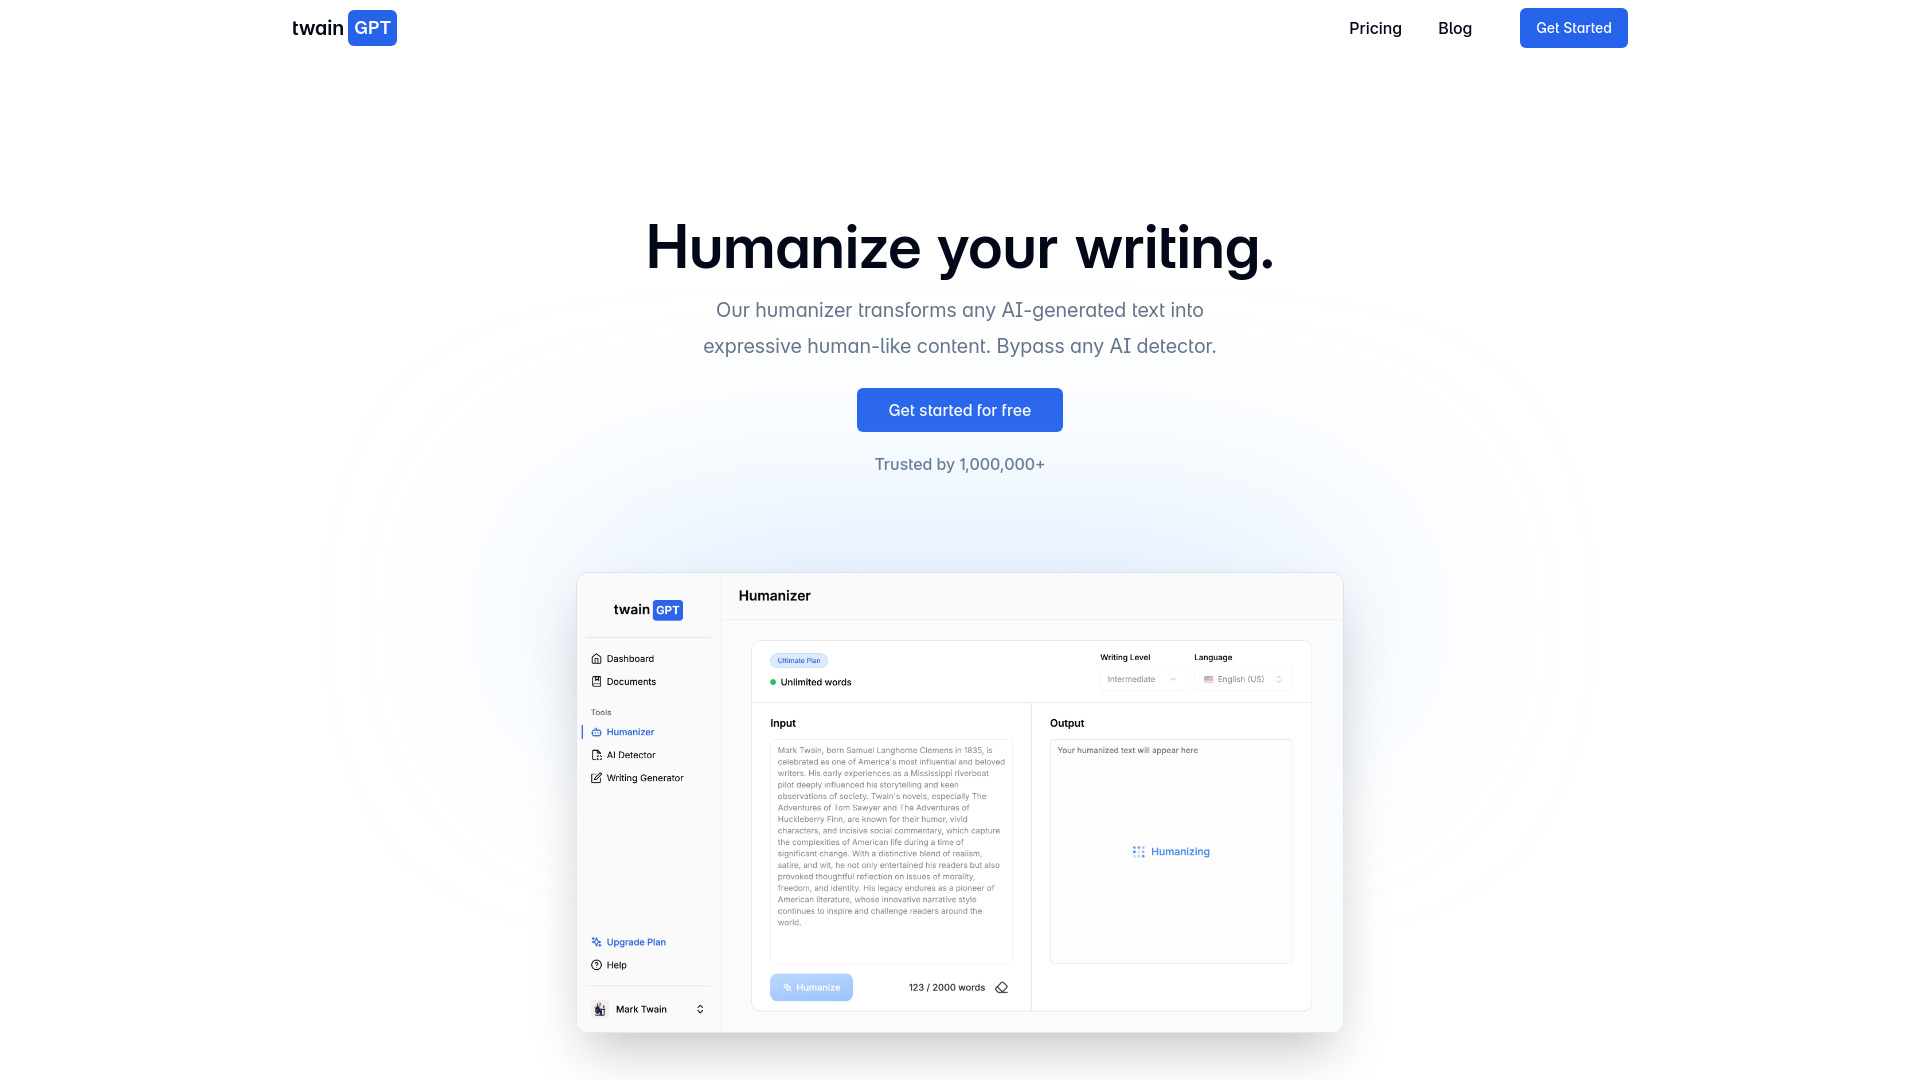 twain GPT
Pricing
Blog
Get Started
Humanize your writing.
Our humanizer transforms any AI-generated text into
expressive human-like content. Bypass any AI detector.
Get started for free
Trusted by 1,000,000+
twain GPT
Dashboard
Documents
Tools
Humanizer
AI Detector
Writing Generator
Upgrade Plan
Help
Mark Twain
Humanizer
Ultimate Plan
Unlimited words
Writing Level
Intermediate
Language
English (US)
Input
Mark Twain, born Samuel Langhorne Clemens in 1835, is
celebrated as one of America's most influential and beloved
writers. His early experiences as a Mississippi riverboat
pilot deeply influenced his storytelling and keen
observations of society. Twain's novels, especially The
Adventures of Tom Sawyer and The Adventures of
Huckleberry Finn, are known for their humor, vivid
characters, and incisive social commentary, which capture
the complexities of American life during a time of
significant change. With a distinctive blend of realism,
satire, and wit, he not only entertained his readers but also
provoked thoughtful reflection on issues of morality,
freedom, and identity. His legacy endures as a pioneer of
American literature, whose innovative narrative style
continues to inspire and challenge readers around the
world.
Humanize
123 / 2000 words
Output
Your humanized text will appear here
Humanizing